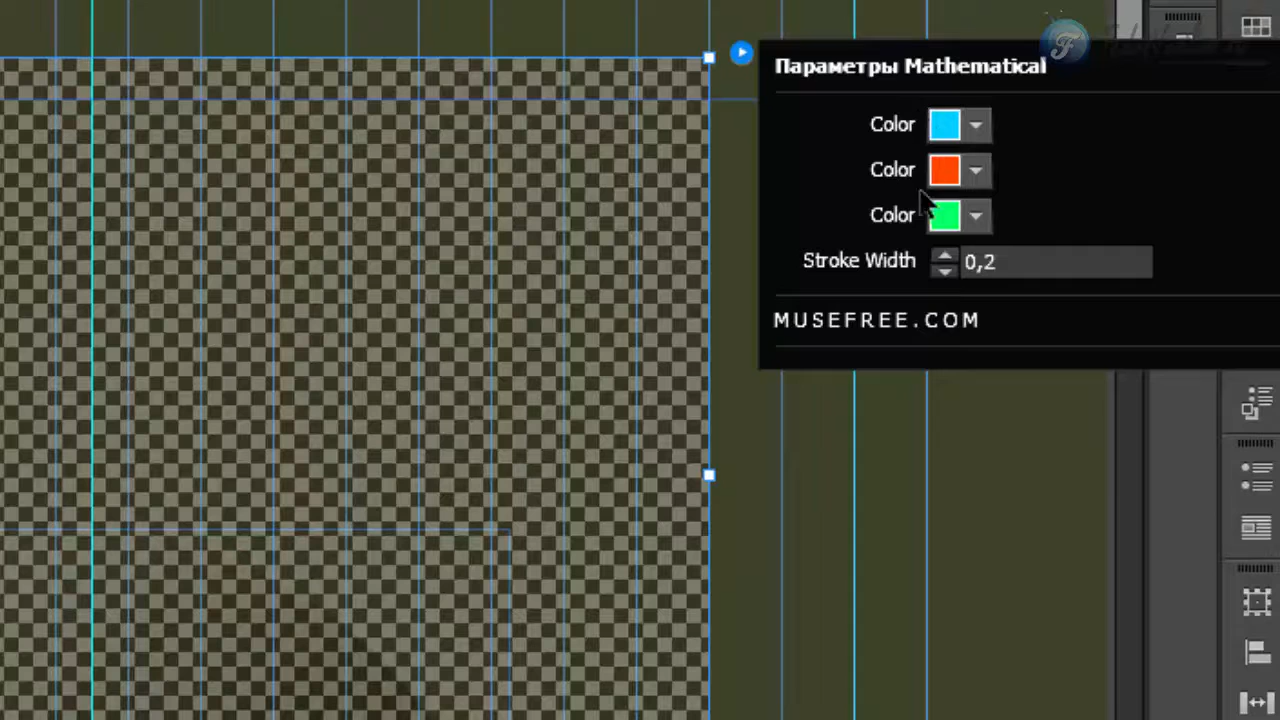 Параметры Mathematical
Color
Color
Color
Stroke Width 0,2
MUSEFREE.COM